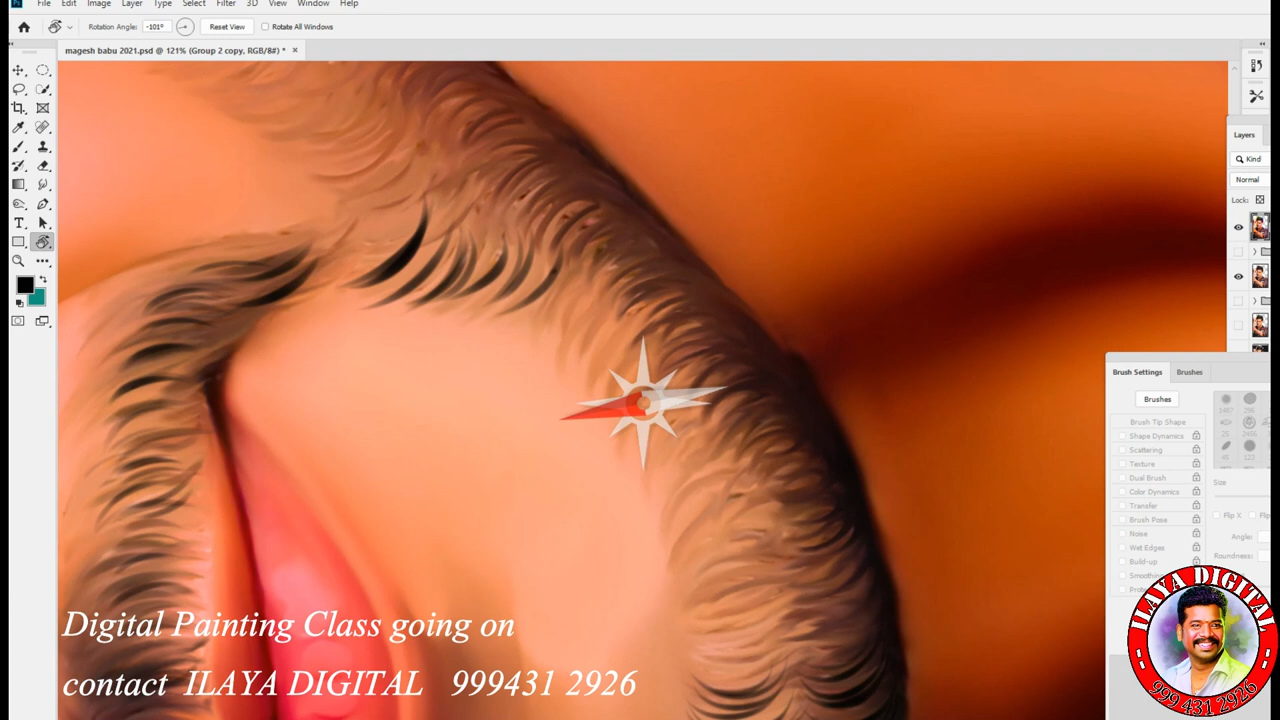 File Edit Image Layer Type Select Filter 3D View Window Help
Rotation Angle: -101° Reset View Rotate All Windows
magesh babu 2021.psd @ 121% (Group 2 copy, RGB/8#) * ×
Layers
Kind
Normal
Lock:
Brush Settings Brushes
Brushes
Brush Tip Shape
Shape Dynamics
Scattering
Texture
Dual Brush
Color Dynamics
Transfer
Brush Pose
Noise
Wet Edges
Build-up
Size
Flip X
Angle:
Roundness:
Digital Painting Class going on
contact ILAYA DIGITAL 999431 2926
ILAYA DIGITAL
999 431 2926